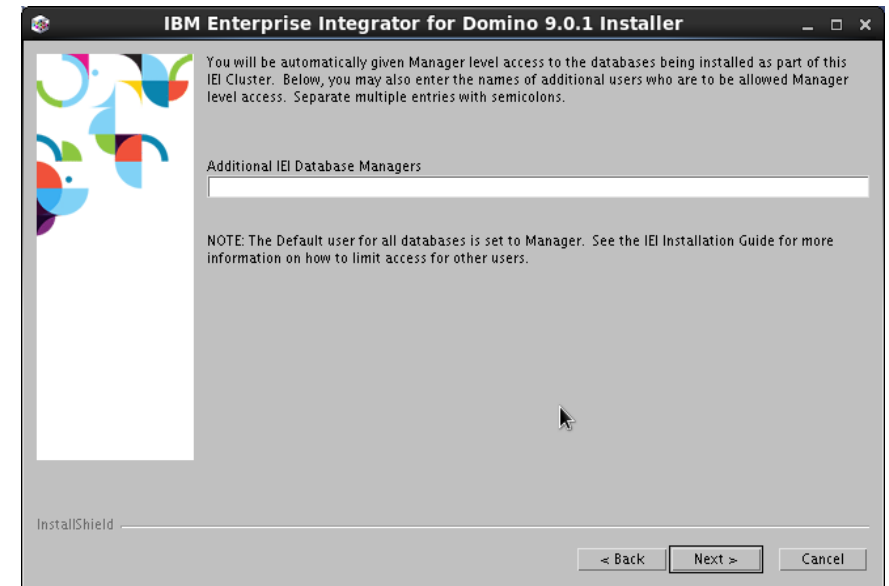 IBM Enterprise Integrator for Domino 9.0.1 Installer
You will be automatically given Manager level access to the databases being installed as part of this
IEI Cluster. Below, you may also enter the names of additional users who are to be allowed Manager
level access. Separate multiple entries with semicolons.
Additional IEI Database Managers
NOTE: The Default user for all databases is set to Manager. See the IEI Installation Guide for more
information on how to limit access for other users.
InstallShield
< Back Next > Cancel